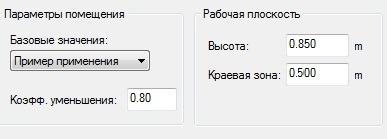 Параметры помещения
Базовые значения:
Пример применения
Коэфф. уменьшения: 0.80
Рабочая плоскость
Высота: 0.850 m
Краевая зона: 0.500 m